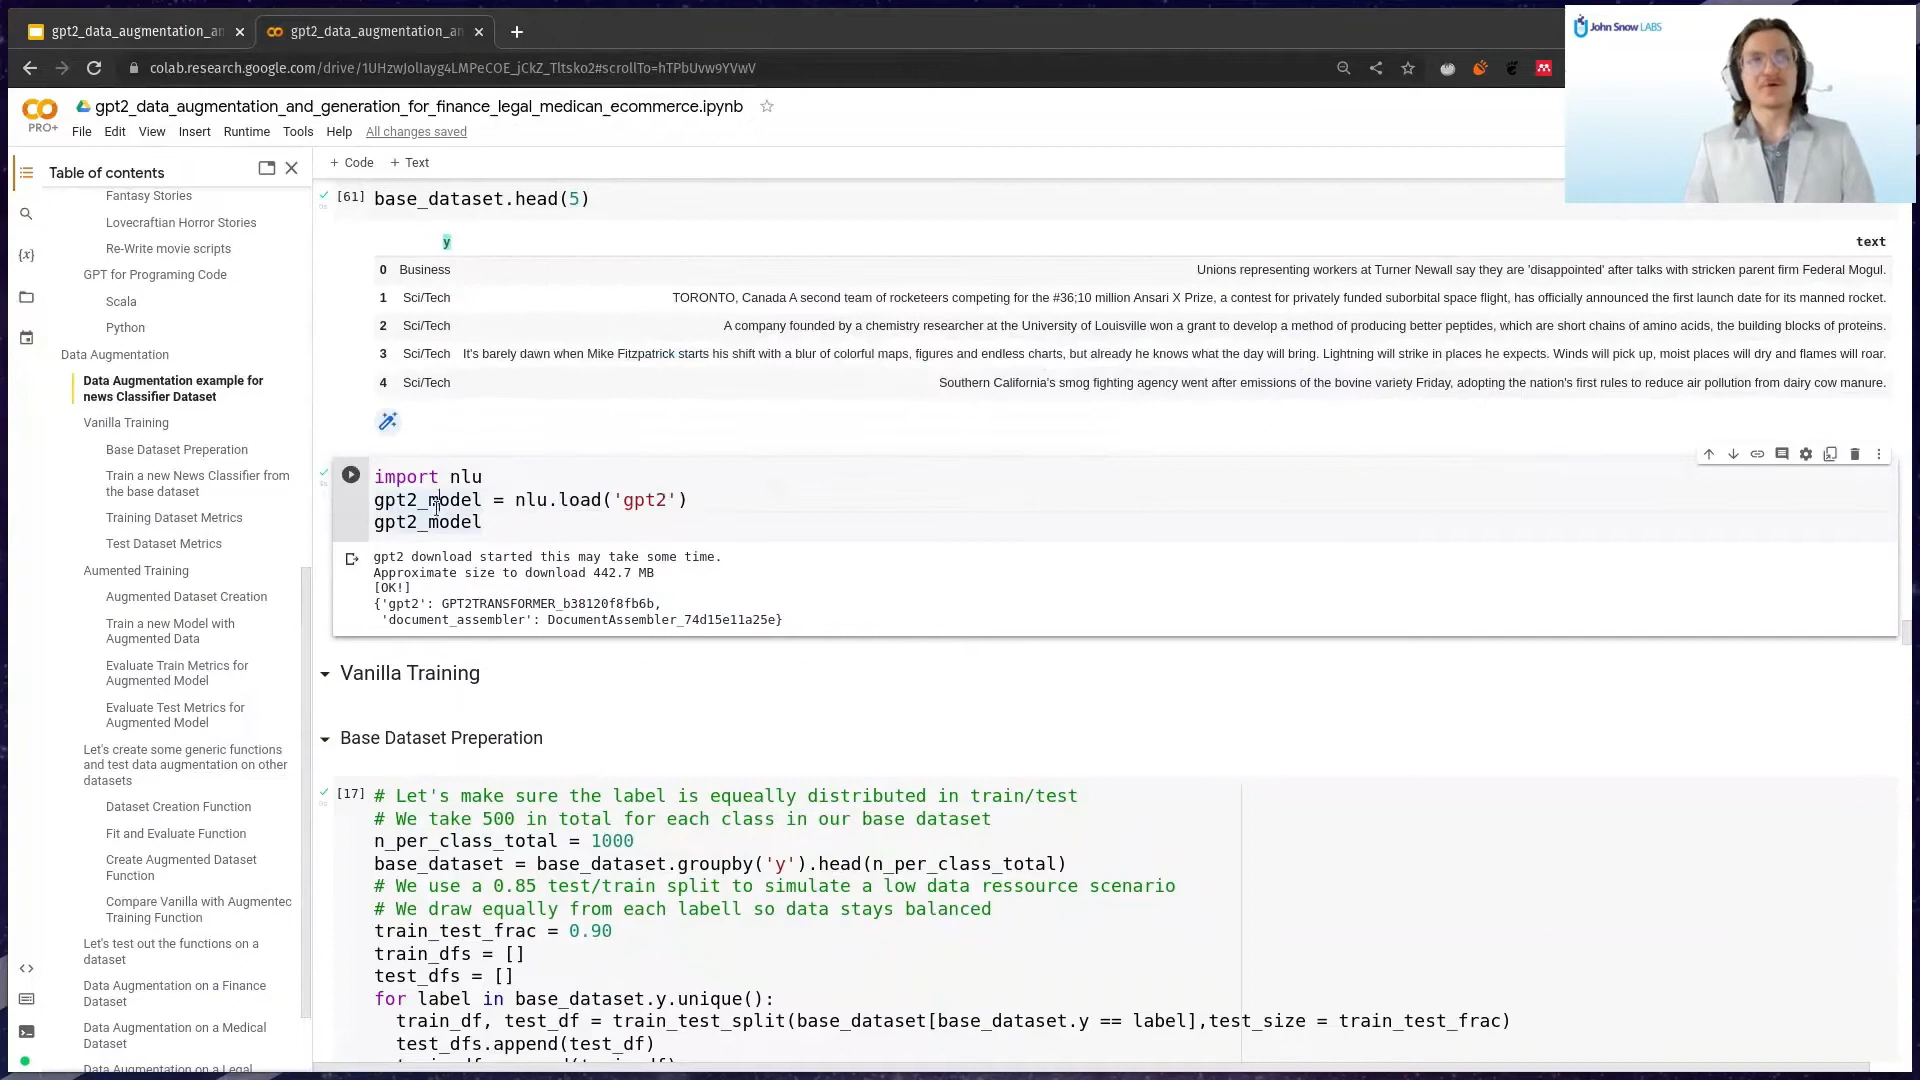 gpt2_data_augmentation_an
gpt2_data_augmentation_an
John Snow LABS
colab.research.google.com/drive/1UHzwJolIayg4LMPeCOE_jCkZ_Tltsko2#scrollTo=hTPbUvw9YVwV
PRO+
gpt2_data_augmentation_and_generation_for_finance_legal_medican_ecommerce.ipynb
File Edit View Insert Runtime Tools Help All changes saved
Table of contents
Fantasy Stories
Lovecraftian Horror Stories
Re-Write movie scripts
GPT for Programing Code
Scala
Python
Data Augmentation
Data Augmentation example for
news Classifier Dataset
Vanilla Training
Base Dataset Preperation
Train a new News Classifier from
the base dataset
Training Dataset Metrics
Test Dataset Metrics
Aumented Training
Augmented Dataset Creation
Train a new Model with
Augmented Data
Evaluate Train Metrics for
Augmented Model
Evaluate Test Metrics for
Augmented Model
Let's create some generic functions
and test data augmentation on other
datasets
Dataset Creation Function
Fit and Evaluate Function
Create Augmented Dataset
Function
Compare Vanilla with Augmentec
Training Function
Let's test out the functions on a
dataset
Data Augmentation on a Finance
Dataset
Data Augmentation on a Medical
Dataset
Data Augmentation on a Legal
+ Code + Text
[61] base_dataset.head(5)
y text
0 Business Unions representing workers at Turner Newall say they are 'disappointed' after talks with stricken parent firm Federal Mogul.
1 Sci/Tech TORONTO, Canada A second team of rocketeers competing for the #36;10 million Ansari X Prize, a contest for privately funded suborbital space flight, has officially announced the first launch date for its manned rocket.
2 Sci/Tech A company founded by a chemistry researcher at the University of Louisville won a grant to develop a method of producing better peptides, which are short chains of amino acids, the building blocks of proteins.
3 Sci/Tech It's barely dawn when Mike Fitzpatrick starts his shift with a blur of colorful maps, figures and endless charts, but already he knows what the day will bring. Lightning will strike in places he expects. Winds will pick up, moist places will dry and flames will roar.
4 Sci/Tech Southern California's smog fighting agency went after emissions of the bovine variety Friday, adopting the nation's first rules to reduce air pollution from dairy cow manure.
import nlu
gpt2_model = nlu.load('gpt2')
gpt2_model
gpt2 download started this may take some time.
Approximate size to download 442.7 MB
[OK!]
{'gpt2': GPT2TRANSFORMER_b38120f8fb6b,
'document_assembler': DocumentAssembler_74d15e11a25e}
Vanilla Training
Base Dataset Preperation
[17] # Let's make sure the label is equeally distributed in train/test
# We take 500 in total for each class in our base dataset
n_per_class_total = 1000
base_dataset = base_dataset.groupby('y').head(n_per_class_total)
# We use a 0.85 test/train split to simulate a low data ressource scenario
# We draw equally from each labell so data stays balanced
train_test_frac = 0.90
train_dfs = []
test_dfs = []
for label in base_dataset.y.unique():
train_df, test_df = train_test_split(base_dataset[base_dataset.y == label],test_size = train_test_frac)
test_dfs.append(test_df)